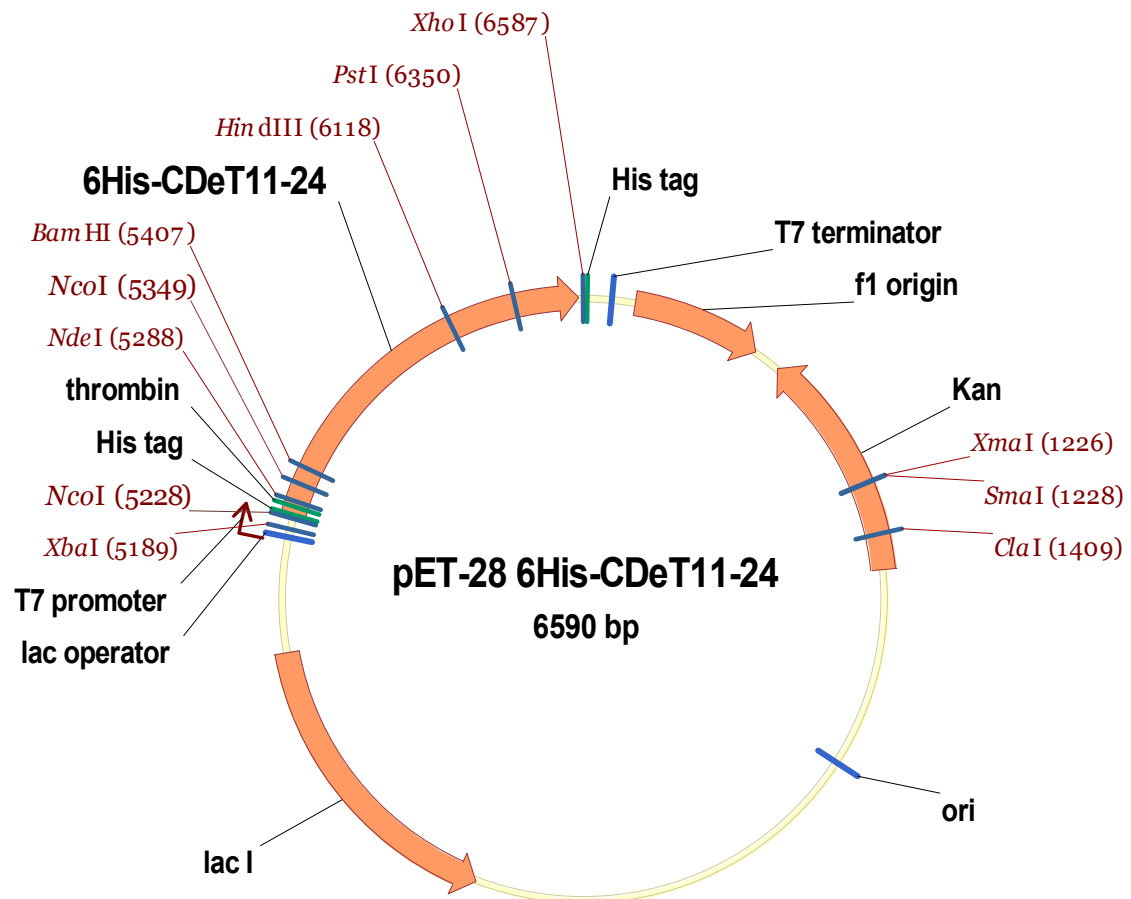 XhoI (6587)
PstI (6350)
HindIII (6118)
6His-CDeT11-24
His tag
T7 terminator
f1 origin
BamHI (5407)
NcoI (5349)
NdeI (5288)
thrombin
His tag
NcoI (5228)
XbaI (5189)
T7 promoter
lac operator
Kan
XmaI (1226)
SmaI (1228)
ClaI (1409)
pET-28 6His-CDeT11-24
6590 bp
ori
lac I